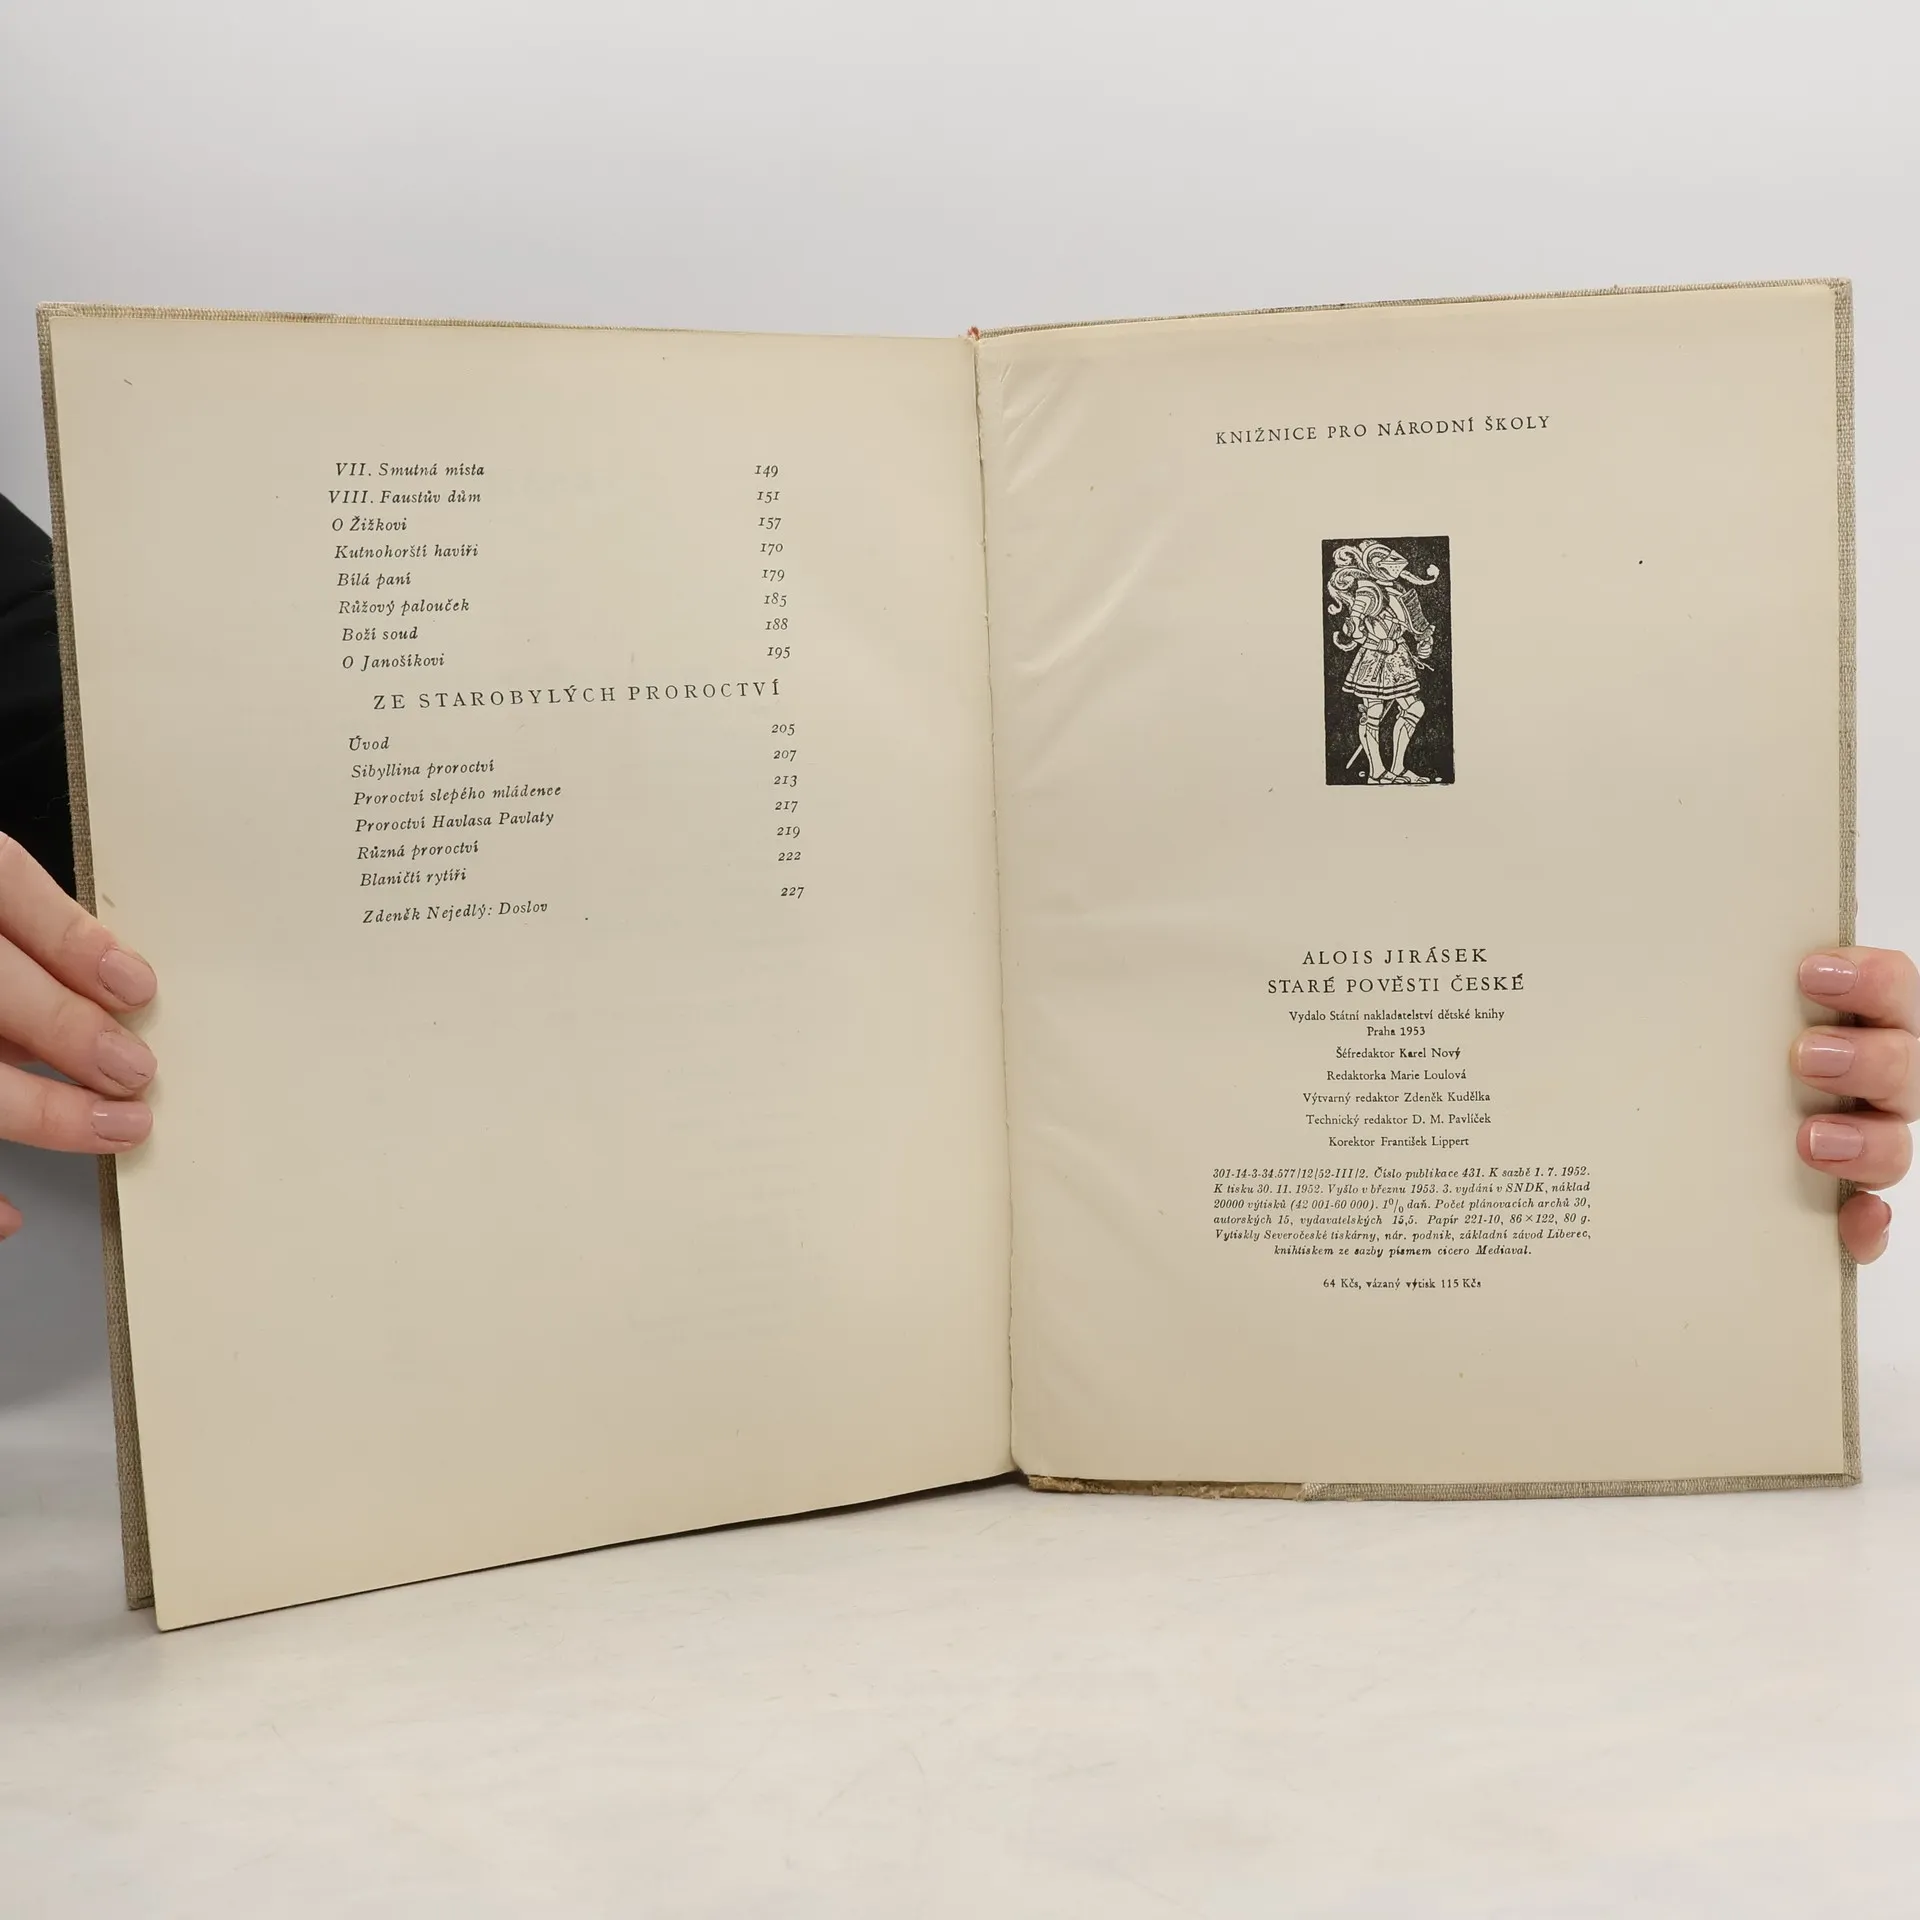 VII. Smutná místa 149
VIII. Faustův dům 151
O Žižkovi 157
Kutnohorští havíři 170
Bílá paní 179
Růžový palouček 185
Boží soud 188
O Janošíkovi 195
ZE STAROBYLÝCH PROROCTVÍ
Úvod 205
Sibyllina proroctví 207
Proroctví slepého mládence 213
Proroctví Havlasa Pavlaty 217
Různá proroctví 219
Blaničtí rytíři 222
Zdeněk Nejedlý: Doslov 227
KNIŽNICE PRO NÁRODNÍ ŠKOLY
ALOIS JIRÁSEK
STARÉ POVĚSTI ČESKÉ
Vydalo Státní nakladatelství dětské knihy
Praha 1953
Šéfredaktor Karel Nový
Redaktorka Marie Loulová
Výtvarný redaktor Zdeněk Kudělka
Technický redaktor D. M. Pavlíček
Korektor František Lippert
301-14-3-34.577/12/52-III/2. Číslo publikace 431. K sazbě 1. 7. 1952.
K tisku 30. 11. 1952. Vyšlo v březnu 1953. 3. vydání v SNDK, náklad
20000 výtisků (42 001-60 000). 1% daň. Počet plánovacích archů 30,
autorských 15, vydavatelských 15,5. Papír 221-10, 86×122, 80 g.
Vytiskly Severočeské tiskárny, nár. podnik, základní závod Liberec,
knihtiskem ze sazby písmem cicero Mediaval.
64 Kčs, vázaný výtisk 115 Kčs